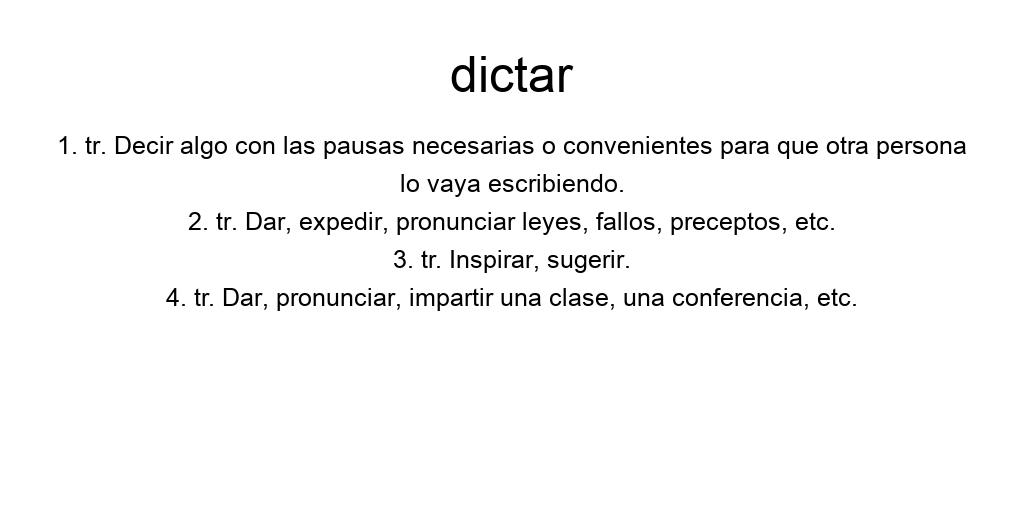 dictar
1. tr. Decir algo con las pausas necesarias o convenientes para que otra persona
lo vaya escribiendo.
2. tr. Dar, expedir, pronunciar leyes, fallos, preceptos, etc.
3. tr. Inspirar, sugerir.
4. tr. Dar, pronunciar, impartir una clase, una conferencia, etc.